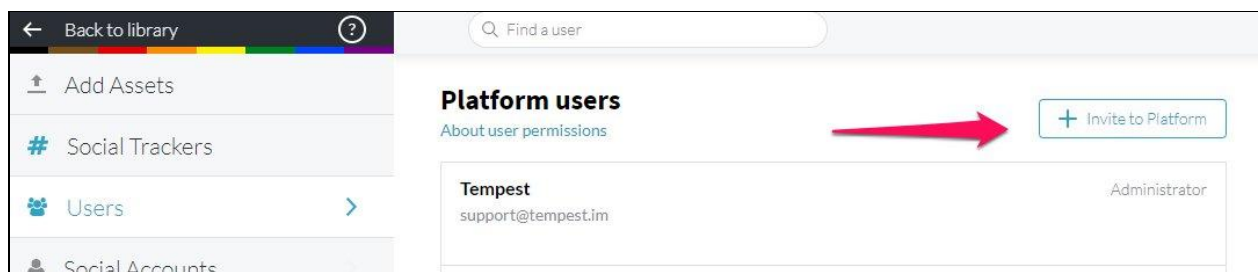 Back to library
?
Find a user
Add Assets
# Social Trackers
Users
Social Accounts
Platform users
About user permissions
+ Invite to Platform
Tempest
Administrator
support@tempest.im